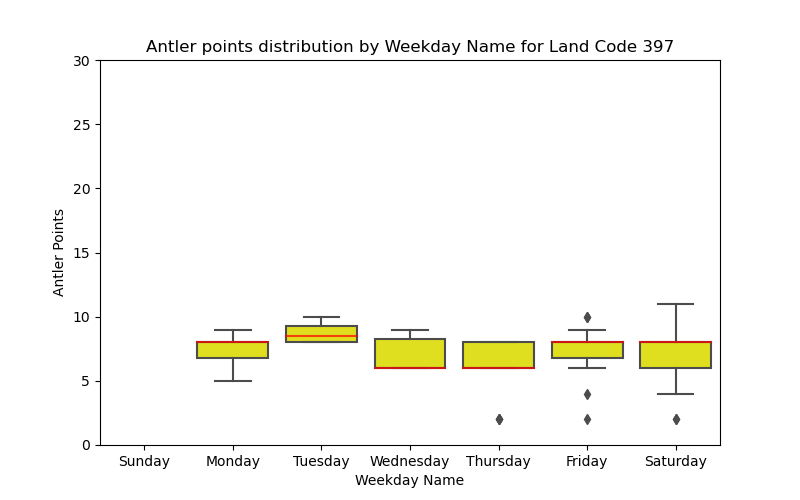 Antler points distribution by Weekday Name for Land Code 397
30
25
20
15
10
5
0
Antler Points
Sunday Monday Tuesday Wednesday Thursday Friday Saturday
Weekday Name